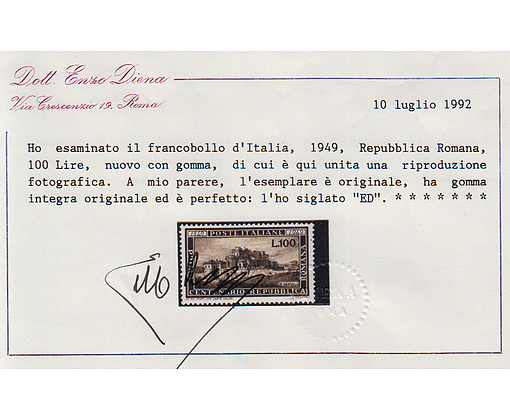 Dott. Enzo Diena
Via Crescenzio 19, Roma
10 luglio 1992
Ho esaminato il francobollo d'Italia, 1949, Repubblica Romana,
100 Lire, nuovo con gomma, di cui è qui unita una riproduzione
fotografica. A mio parere, l'esemplare è originale, ha gomma
integra originale ed è perfetto: l'ho siglato "ED". * * * * * * *
1849 POSTE ITALIANE 1949
L.100
ROMANA
CENTENARIO REPUBBLICA